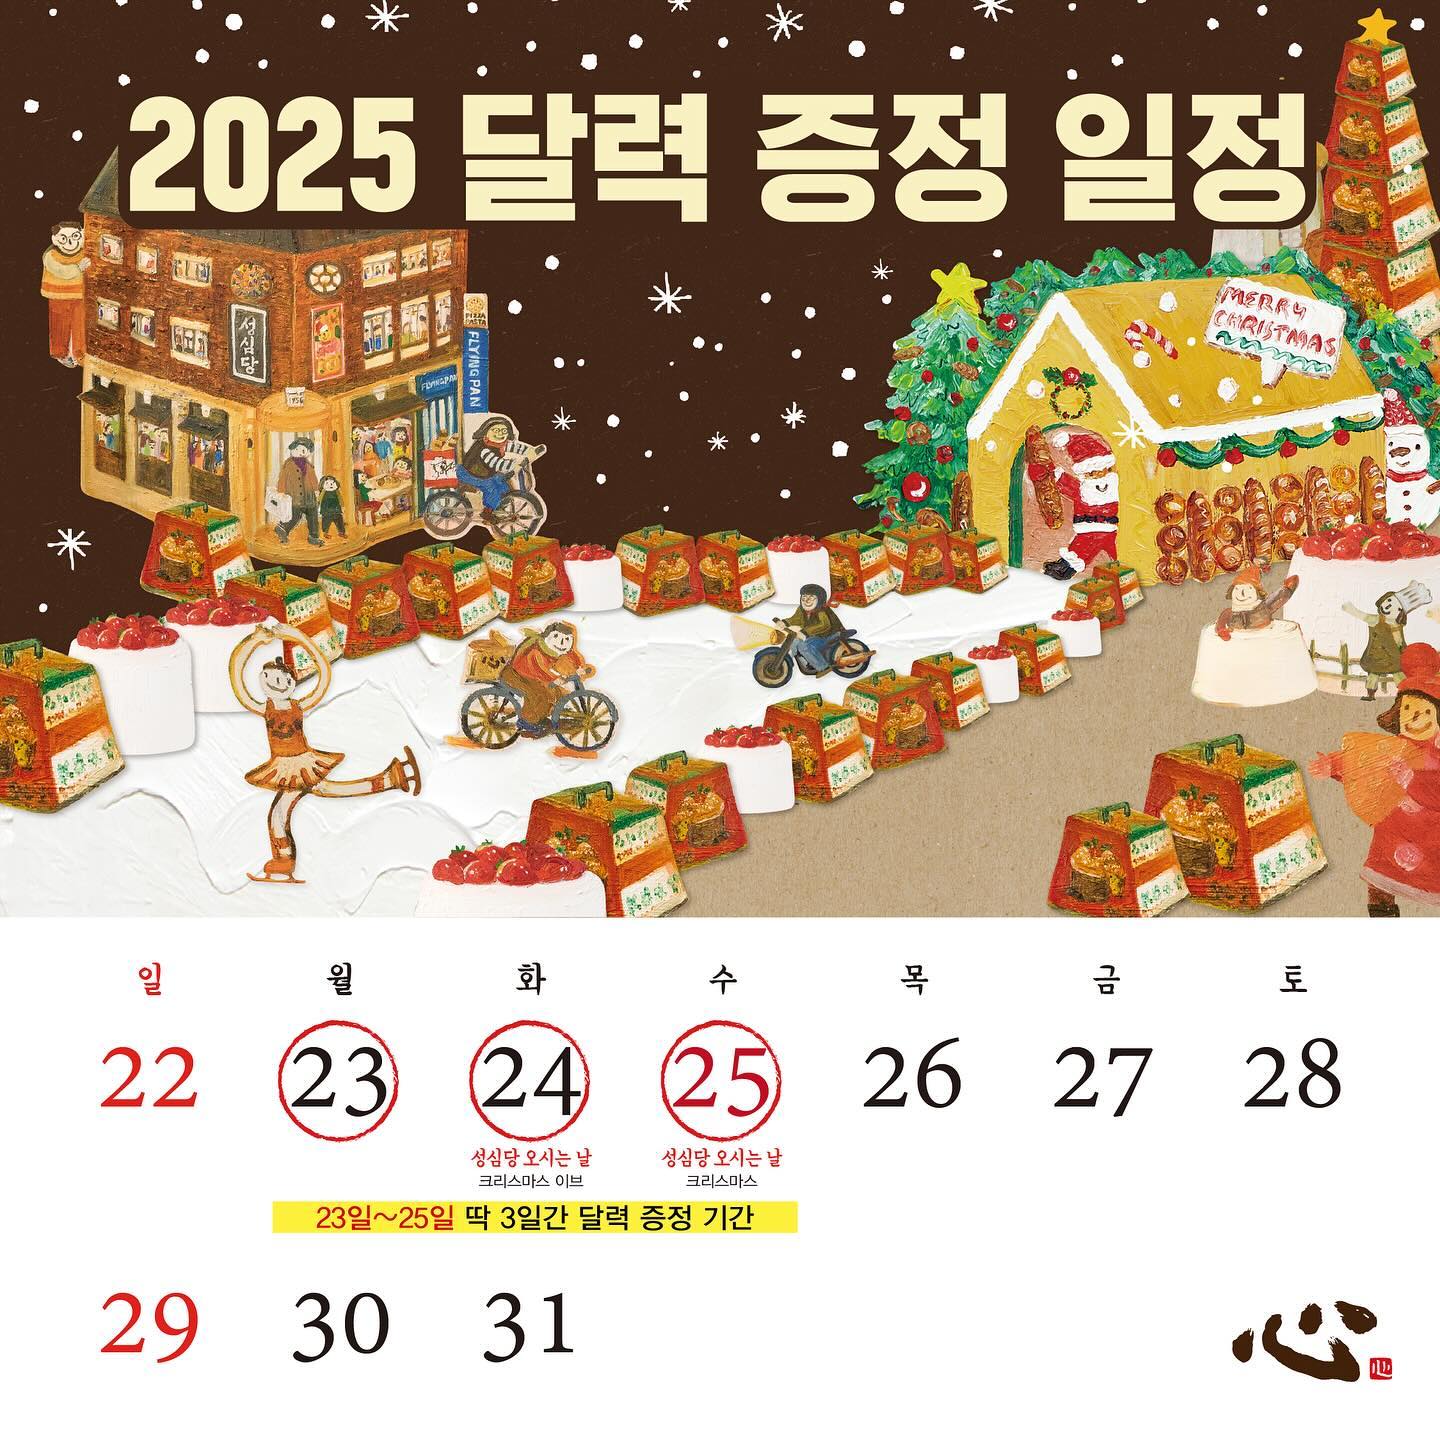 2025 달력 증정 일정
성심당
PIZZA
PASTA
FLYING PAN
FLYING PAN
MERRY
CHRISTMAS
일 월 화 수 목 금 토
22 23 24 25 26 27 28
성심당 오시는 날 성심당 오시는 날
크리스마스 이브 크리스마스
23일~25일 딱 3일간 달력 증정 기간
29 30 31
心
心